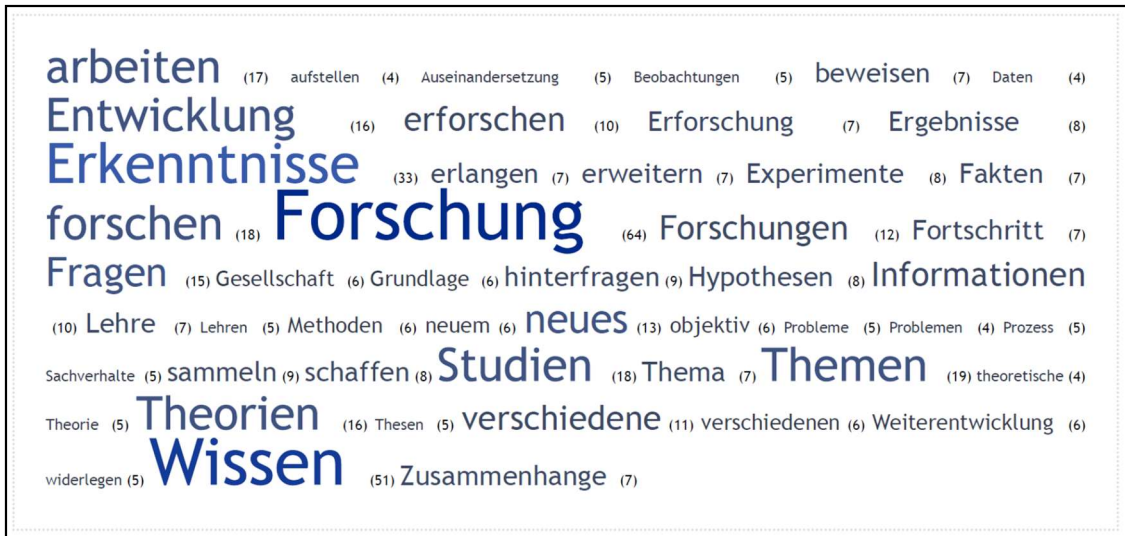 arbeiten (17) aufstellen (4) Auseinandersetzung (5) Beobachtungen (5) beweisen (7) Daten (4)
Entwicklung (16) erforschen (10) Erforschung (7) Ergebnisse (8)
Erkenntnisse (33) erlangen (7) erweitern (7) Experimente (8) Fakten (7)
forschen (18) Forschung (64) Forschungen (12) Fortschritt (7)
Fragen (15) Gesellschaft (6) Grundlage (6) hinterfragen (9) Hypothesen (8) Informationen
(10) Lehre (7) Lehren (5) Methoden (6) neuem (6) neues (13) objektiv (6) Probleme (5) Problemen (4) Prozess (5)
Sachverhalte (5) sammeln (9) schaffen (8) Studien (18) Thema (7) Themen (19) theoretische (4)
Theorie (5) Theorien (16) Thesen (5) verschiedene (11) verschiedenen (6) Weiterentwicklung (6)
widerlegen (5) Wissen (51) Zusammenhange (7)